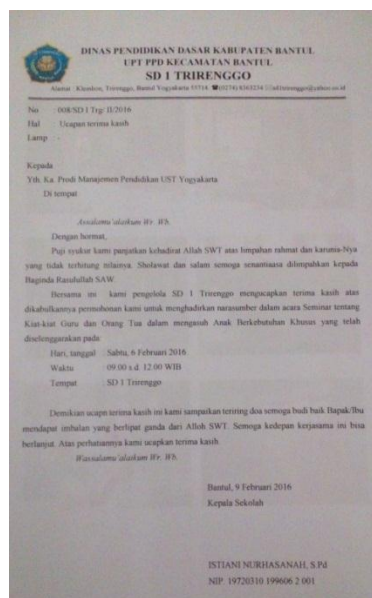 DINAS PENDIDIKAN DASAR KABUPATEN BANTUL
UPT PPD KECAMATAN BANTUL
SD 1 TRIRENGGO
Alamat : Klembon, Trirenggo, Bantul Yogyakarta 55714
No : 008/SD 1 Trg/ II/2016
Hal : Ucapan terima kasih
Lamp : -
Kepada
Yth. Ka. Prodi Manajemen Pendidikan UST Yogyakarta
Di tempat
Assalamu'alaikum Wr. Wb.
Dengan hormat,
Puji syukur kami panjatkan kehadirat Allah SWT atas limpahan rahmat dan karunia-Nya
yang tidak terhitung nilainya. Sholawat dan salam semoga senantiasa dilimpahkan kepada
Baginda Rasulullah SAW.
Bersama ini kami pengelola SD 1 Trirenggo mengucapkan terima kasih atas
dikabulkannya permohonan kami untuk menghadirkan narasumber dalam acara Seminar tentang
Kiat-kiat Guru dan Orang Tua dalam mengasuh Anak Berkebutuhan Khusus yang telah
diselenggarakan pada:
Hari, tanggal : Sabtu, 6 Februari 2016
Waktu : 09.00 s.d. 12.00 WIB
Tempat : SD 1 Trirenggo
Demikian ucapn terima kasih ini kami sampaikan teriring doa semoga budi baik Bapak/Ibu
mendapat imbalan yang berlipat ganda dari Alloh SWT. Semoga kedepan kerjasama ini bisa
berlanjut. Atas perhatiannya kami ucapkan terima kasih.
Wassalamu'alaikum Wr. Wb.
Bantul, 9 Februari 2016
Kepala Sekolah
ISTIANI NURHASANAH, S.Pd
NIP. 19720310 199606 2 001